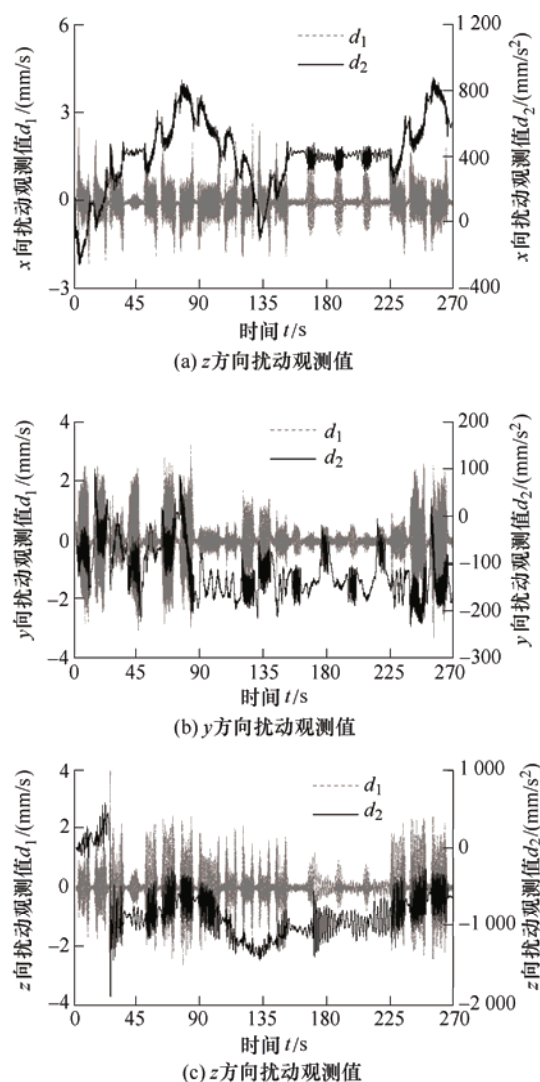 6
3
0
−3
x向扰动观测值d₁/(mm/s)
d₁
d₂
1 200
800
400
0
−400
x向扰动观测值d₂/(mm/s²)
0 45 90 135 180 225 270
时间t/s
(a) z方向扰动观测值
4
2
0
−2
−4
y向扰动观测值d₁/(mm/s)
d₁
d₂
200
100
0
−100
−200
−300
y向扰动观测值d₂/(mm/s²)
0 45 90 135 180 225 270
时间t/s
(b) y方向扰动观测值
4
2
0
−2
−4
z向扰动观测值d₁/(mm/s)
d₁
d₂
1 000
0
−1 000
−2 000
z向扰动观测值d₂/(mm/s²)
0 45 90 135 180 225 270
时间t/s
(c) z方向扰动观测值